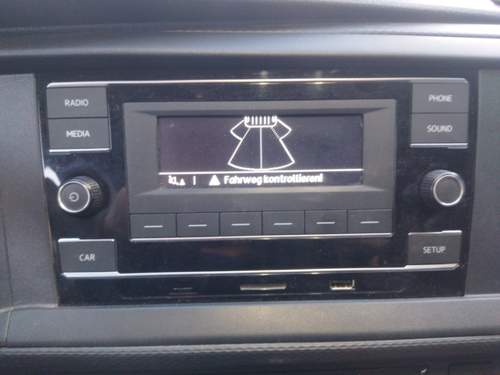 RADIO
PHONE
MEDIA
SOUND
Fahrweg kontrollieren!
CAR
SETUP